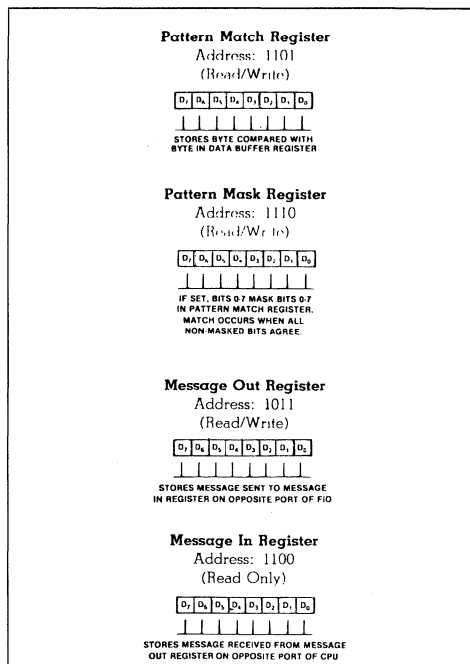 Pattern Match Register
Address: 1101
(Read/Write)
D7 D6 D5 D4 D3 D2 D1 D0
STORES BYTE COMPARED WITH
BYTE IN DATA BUFFER REGISTER
Pattern Mask Register
Address: 1110
(Read/Write)
D7 D6 D5 D4 D3 D2 D1 D0
IF SET, BITS 0-7 MASK BITS 0-7
IN PATTERN MATCH REGISTER.
MATCH OCCURS WHEN ALL
NON-MASKED BITS AGREE.
Message Out Register
Address: 1011
(Read/Write)
D7 D6 D5 D4 D3 D2 D1 D0
STORES MESSAGE SENT TO MESSAGE
IN REGISTER ON OPPOSITE PORT OF FIO
Message In Register
Address: 1100
(Read Only)
D7 D6 D5 D4 D3 D2 D1 D0
STORES MESSAGE RECEIVED FROM MESSAGE
OUT REGISTER ON OPPOSITE PORT OF CPU